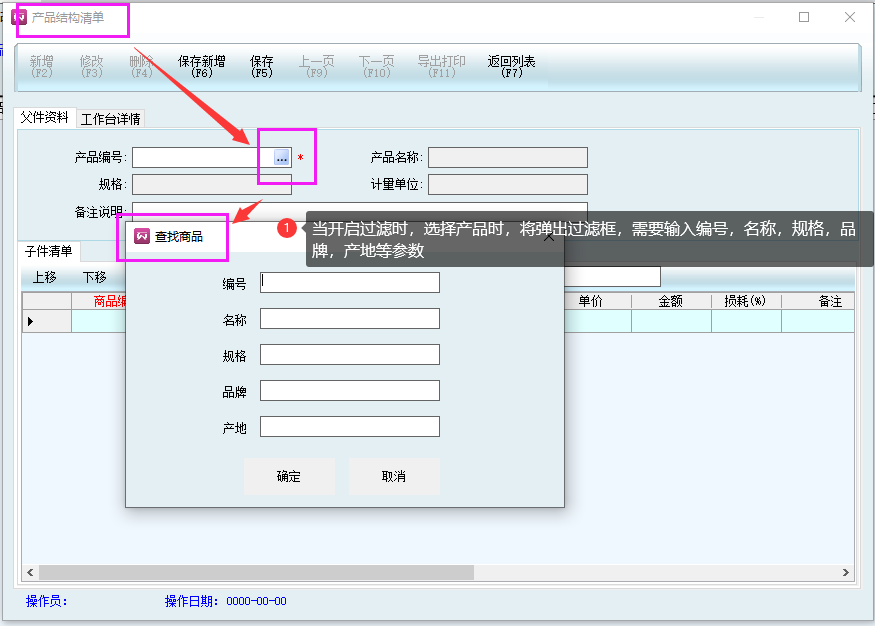 产品结构清单
新增 修改 删除 保存新增 保存 上一页 下一页 导出打印 返回列表
(F2) (F3) (F4) (F6) (F5) (F9) (F10) (F11) (F7)
父件资料 工作台详情
产品编号: ... * 产品名称:
规格: 计量单位:
备注说明:
查找商品
1 当开启过滤时，选择产品时，将弹出过滤框，需要输入编号，名称，规格，品
牌，产地等参数
子件清单
上移 下移
商品编 单价 金额 损耗(%) 备注
编号
名称
规格
品牌
产地
确定 取消
操作员: 操作日期: 0000-00-00